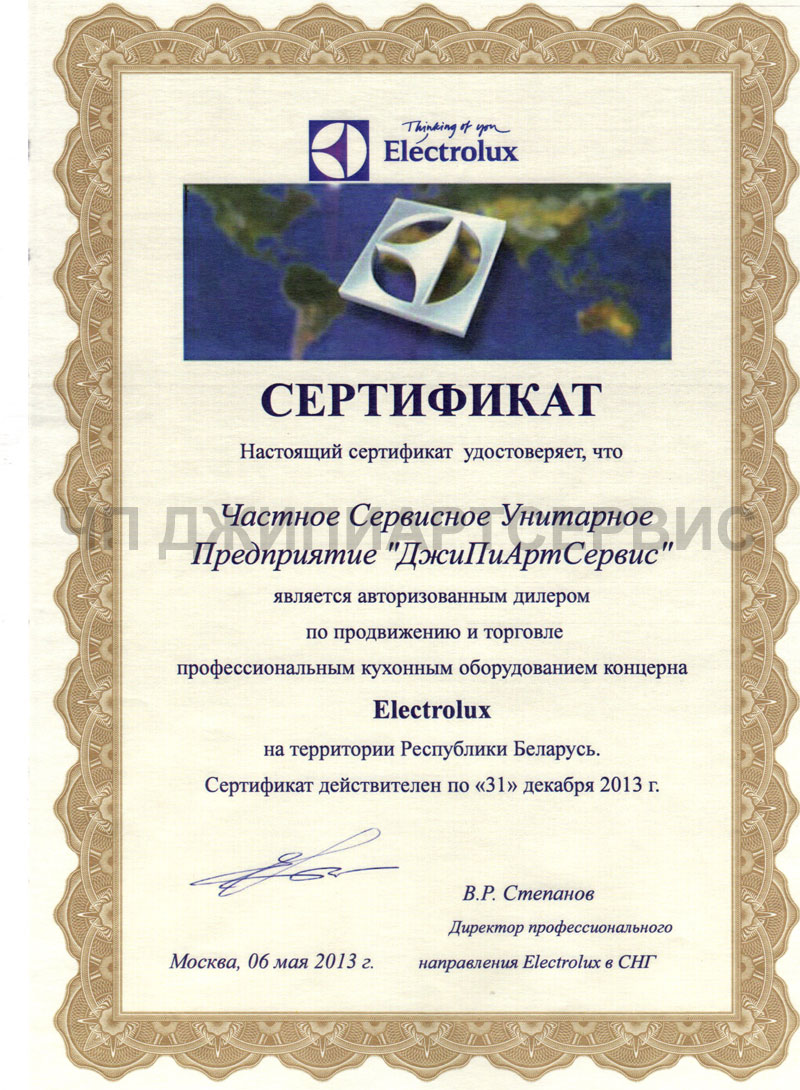 Thinking of you
Electrolux
СЕРТИФИКАТ
Настоящий сертификат удостоверяет, что
Частное Сервисное Унитарное
ЧП ДЖИПИАРТСЕРВИС
Предприятие "ДжиПиАртСервис"
является авторизованным дилером
по продвижению и торговле
профессиональным кухонным оборудованием концерна
Electrolux
на территории Республики Беларусь.
Сертификат действителен по «31» декабря 2013 г.
В.Р. Степанов
Директор профессионального
Москва, 06 мая 2013 г. направления Electrolux в СНГ